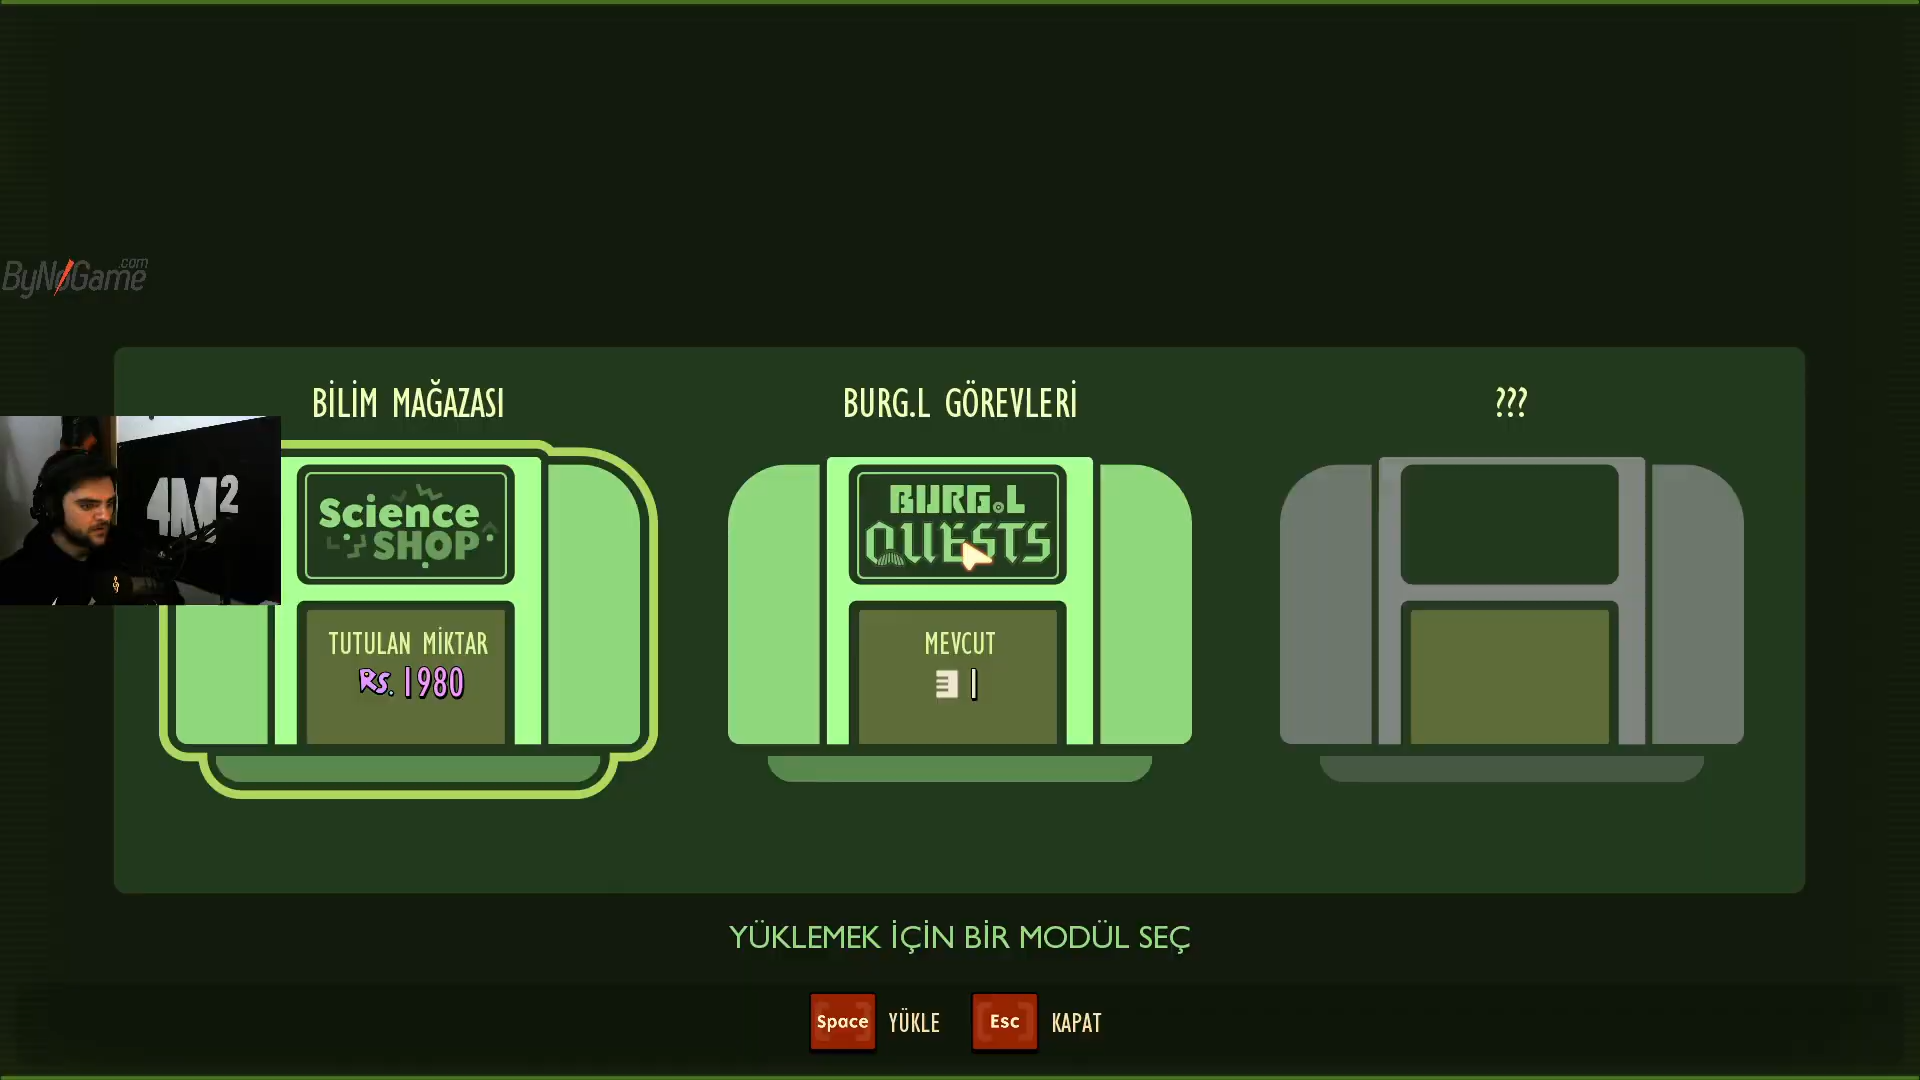 ByNoGame.com
BİLİM MAĞAZASI
BURG.L GÖREVLERİ
???
4M²
Science
SHOP
BURG.L
QUESTS
TUTULAN MİKTAR
RS. 1980
MEVCUT
1
YÜKLEMEK İÇİN BİR MODÜL SEÇ
Space YÜKLE Esc KAPAT